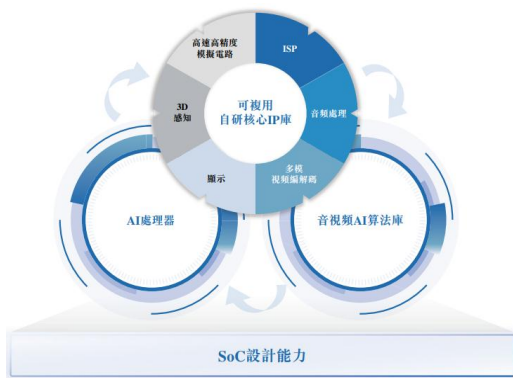 高速高精度
模擬電路
ISP
3D
感知
可複用
自研核心IP庫
音頻處理
顯示
多模
視頻編解碼
AI處理器
音視頻AI算法庫
SoC設計能力